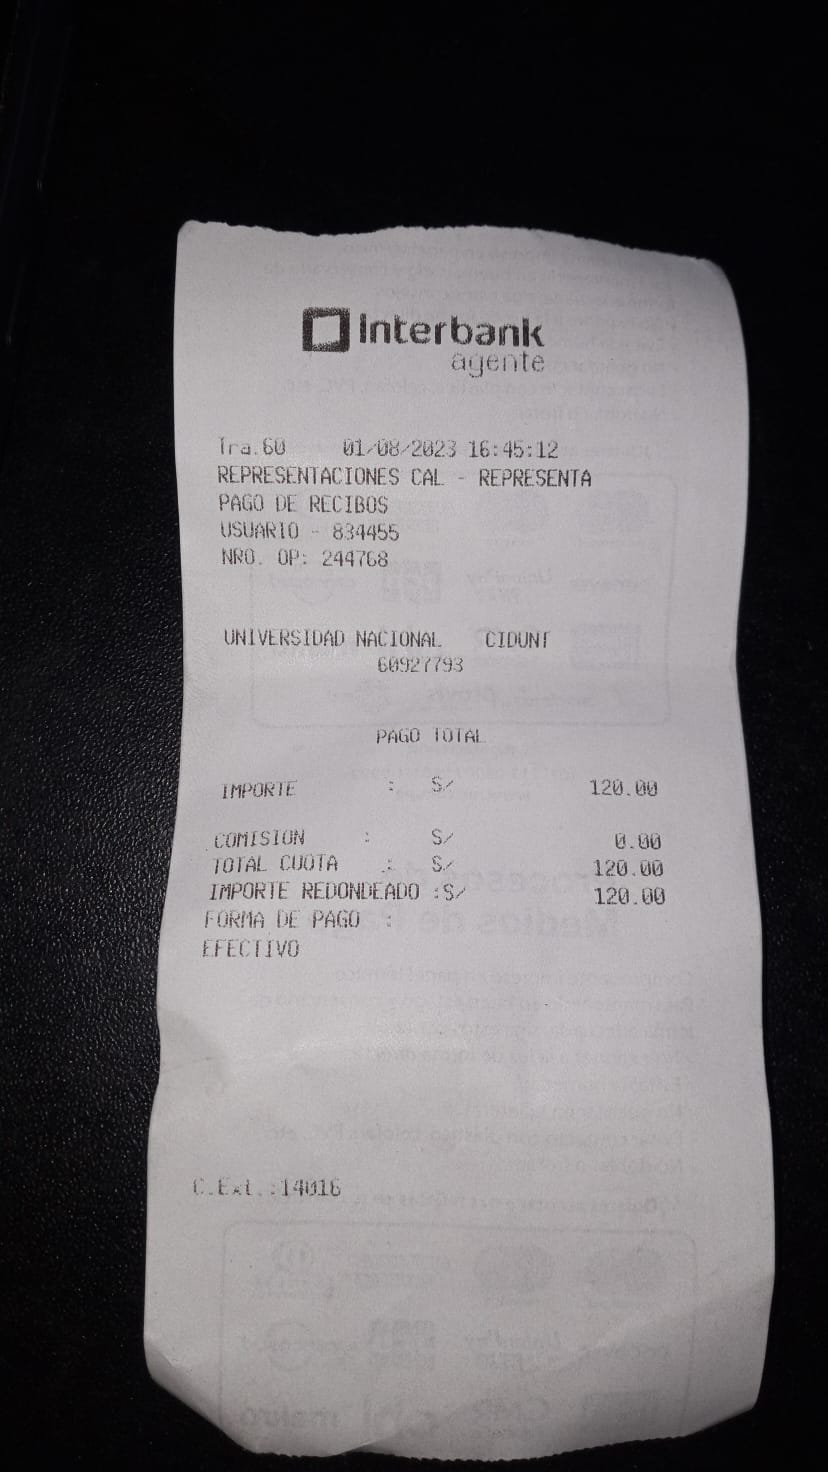 Interbank
agente
Tra.60 01/08/2023 16:45:12
REPRESENTACIONES CAL - REPRESENTA
PAGO DE RECIBOS
USUARIO - 834455
NRO. OP: 244768
UNIVERSIDAD NACIONAL CIDUNT
60927793
PAGO TOTAL
IMPORTE : S/ 120.00
COMISION : S/ 0.00
TOTAL CUOTA : S/ 120.00
IMPORTE REDONDEADO :S/ 120.00
FORMA DE PAGO :
EFECTIVO
C.Ext.:14016